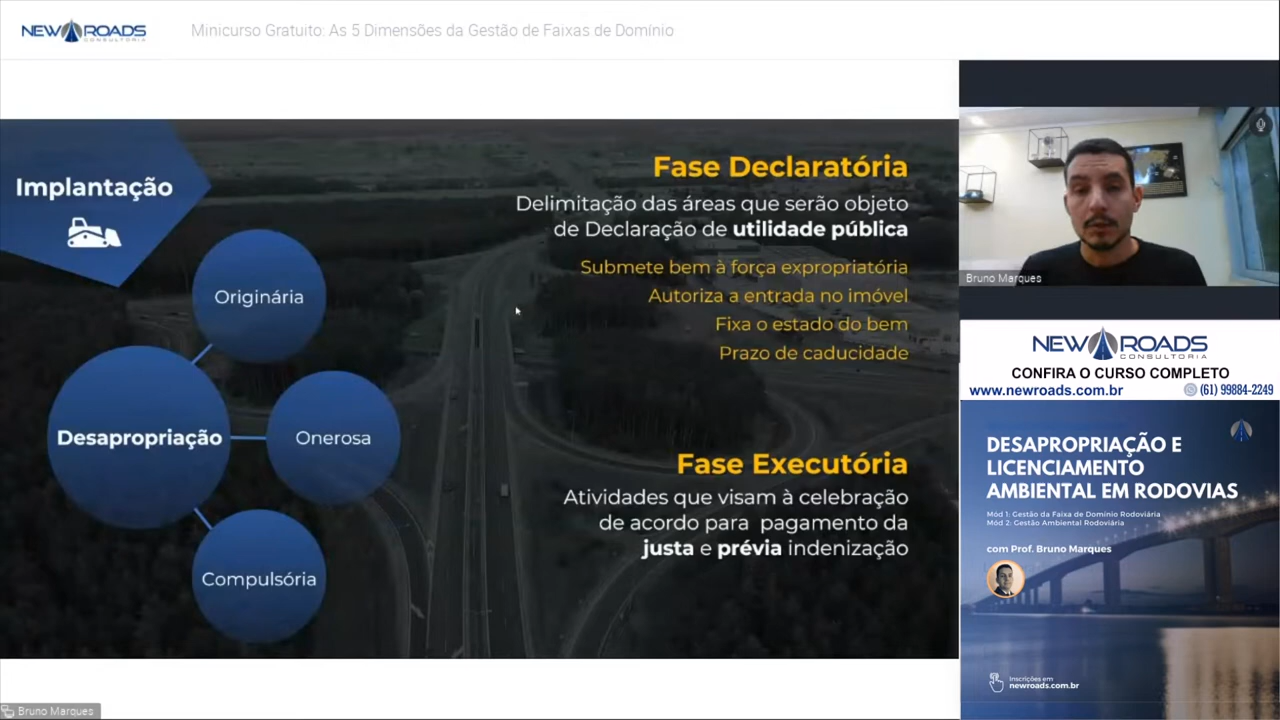 NEW ROADS
CONSULTORIA
Minicurso Gratuito: As 5 Dimensões da Gestão de Faixas de Domínio
Implantação
Originária
Desapropriação
Onerosa
Compulsória
Fase Declaratória
Delimitação das áreas que serão objeto
de Declaração de utilidade pública
Submete bem à força expropriatória
Autoriza a entrada no imóvel
Fixa o estado do bem
Prazo de caducidade
Fase Executória
Atividades que visam à celebração
de acordo para pagamento da
justa e prévia indenização
Bruno Marques
NEW ROADS
CONSULTORIA
CONFIRA O CURSO COMPLETO
www.newroads.com.br (61) 99884-2249
DESAPROPRIAÇÃO E
LICENCIAMENTO
AMBIENTAL EM RODOVIAS
Mód 1: Gestão da Faixa de Domínio Rodoviária
Mód 2: Gestão Ambiental Rodoviária
com Prof. Bruno Marques
Inscrições em
newroads.com.br
Bruno Marques